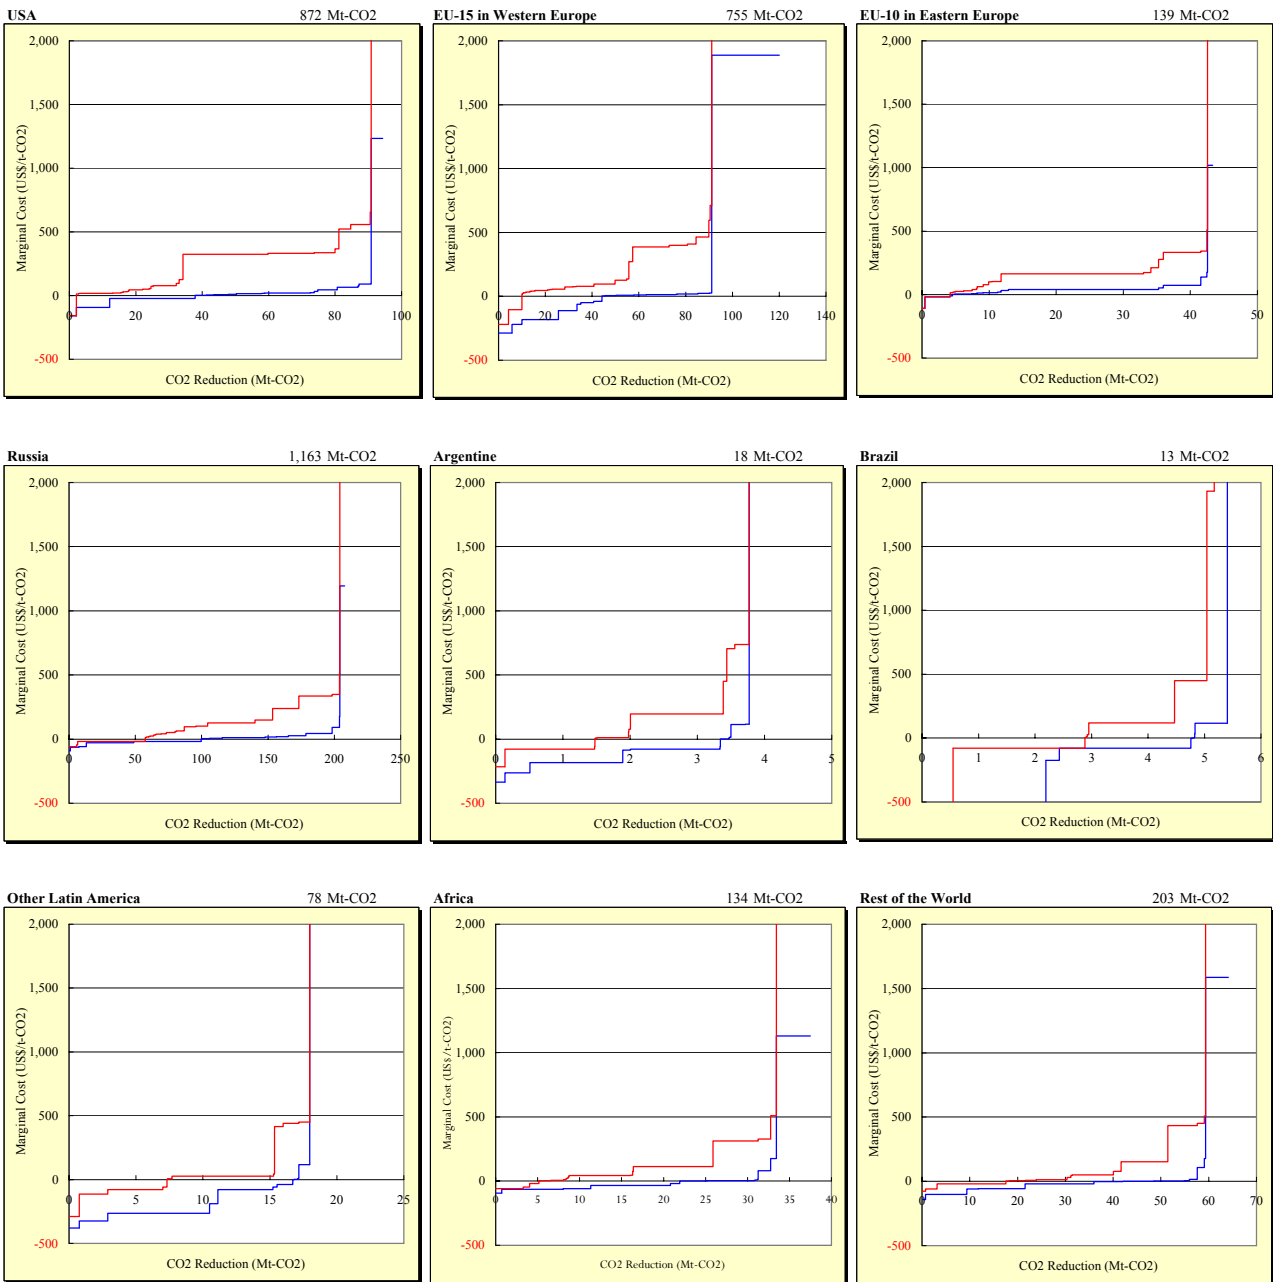 USA 872 Mt-CO2
2,000
1,500
1,000
500
0
-500
Marginal Cost (US$/t-CO2)
0 20 40 60 80 100
CO2 Reduction (Mt-CO2)
EU-15 in Western Europe 755 Mt-CO2
2,000
1,500
1,000
500
0
-500
Marginal Cost (US$/t-CO2)
0 20 40 60 80 100 120 140
CO2 Reduction (Mt-CO2)
EU-10 in Eastern Europe 139 Mt-CO2
2,000
1,500
1,000
500
0
-500
Marginal Cost (US$/t-CO2)
0 10 20 30 40 50
CO2 Reduction (Mt-CO2)
Russia 1,163 Mt-CO2
2,000
1,500
1,000
500
0
-500
Marginal Cost (US$/t-CO2)
0 50 100 150 200 250
CO2 Reduction (Mt-CO2)
Argentine 18 Mt-CO2
2,000
1,500
1,000
500
0
-500
Marginal Cost (US$/t-CO2)
0 1 2 3 4 5
CO2 Reduction (Mt-CO2)
Brazil 13 Mt-CO2
2,000
1,500
1,000
500
0
-500
Marginal Cost (US$/t-CO2)
0 1 2 3 4 5 6
CO2 Reduction (Mt-CO2)
Other Latin America 78 Mt-CO2
2,000
1,500
1,000
500
0
-500
Marginal Cost (US$/t-CO2)
0 5 10 15 20 25
CO2 Reduction (Mt-CO2)
Africa 134 Mt-CO2
2,000
1,500
1,000
500
0
-500
Marginal Cost (US$/t-CO2)
0 5 10 15 20 25 30 35 40
CO2 Reduction (Mt-CO2)
Rest of the World 203 Mt-CO2
2,000
1,500
1,000
500
0
-500
Marginal Cost (US$/t-CO2)
0 10 20 30 40 50 60 70
CO2 Reduction (Mt-CO2)